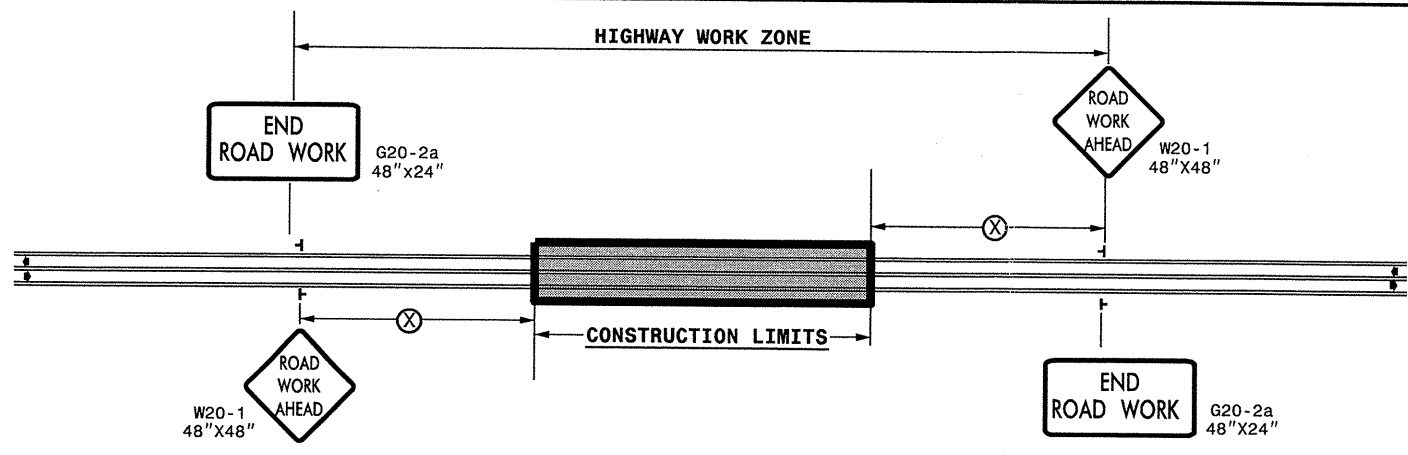 HIGHWAY WORK ZONE
END
ROAD WORK
G20-2a
48"x24"
ROAD
WORK
AHEAD
W20-1
48"X48"
X
X
CONSTRUCTION LIMITS
ROAD
WORK
AHEAD
W20-1
48"X48"
END
ROAD WORK
G20-2a
48"X24"